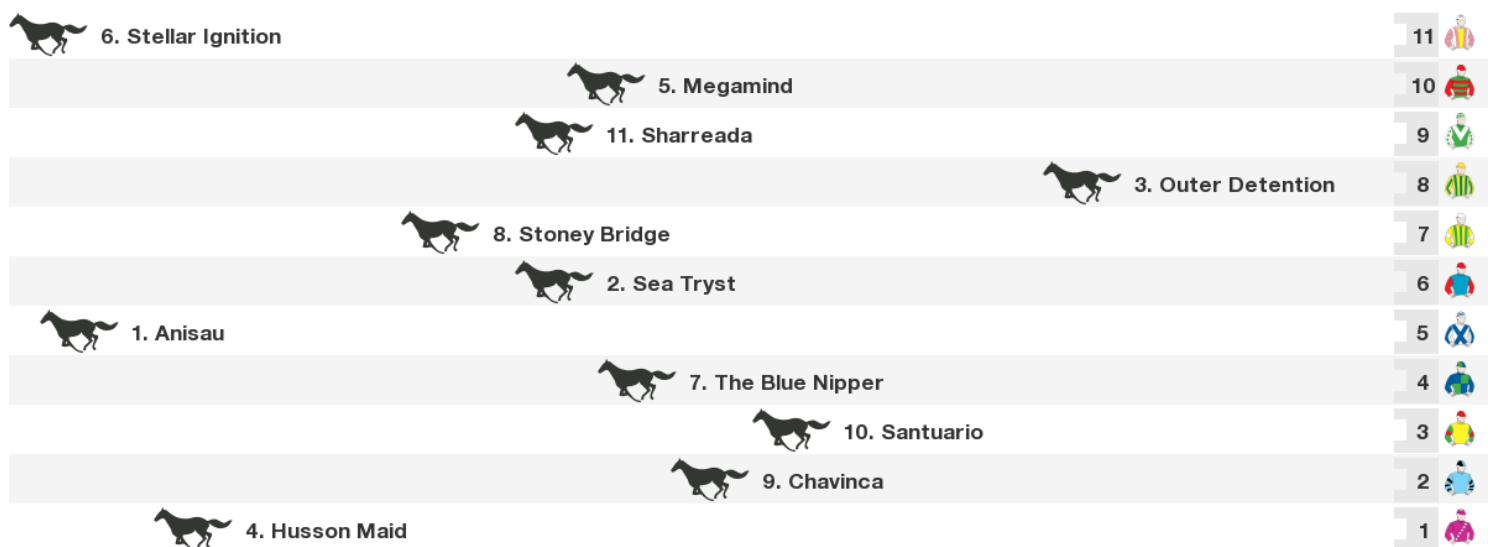 6. Stellar Ignition 11
5. Megamind 10
11. Sharreada 9
3. Outer Detention 8
8. Stoney Bridge 7
2. Sea Tryst 6
1. Anisau 5
7. The Blue Nipper 4
10. Santuario 3
9. Chavinca 2
4. Husson Maid 1